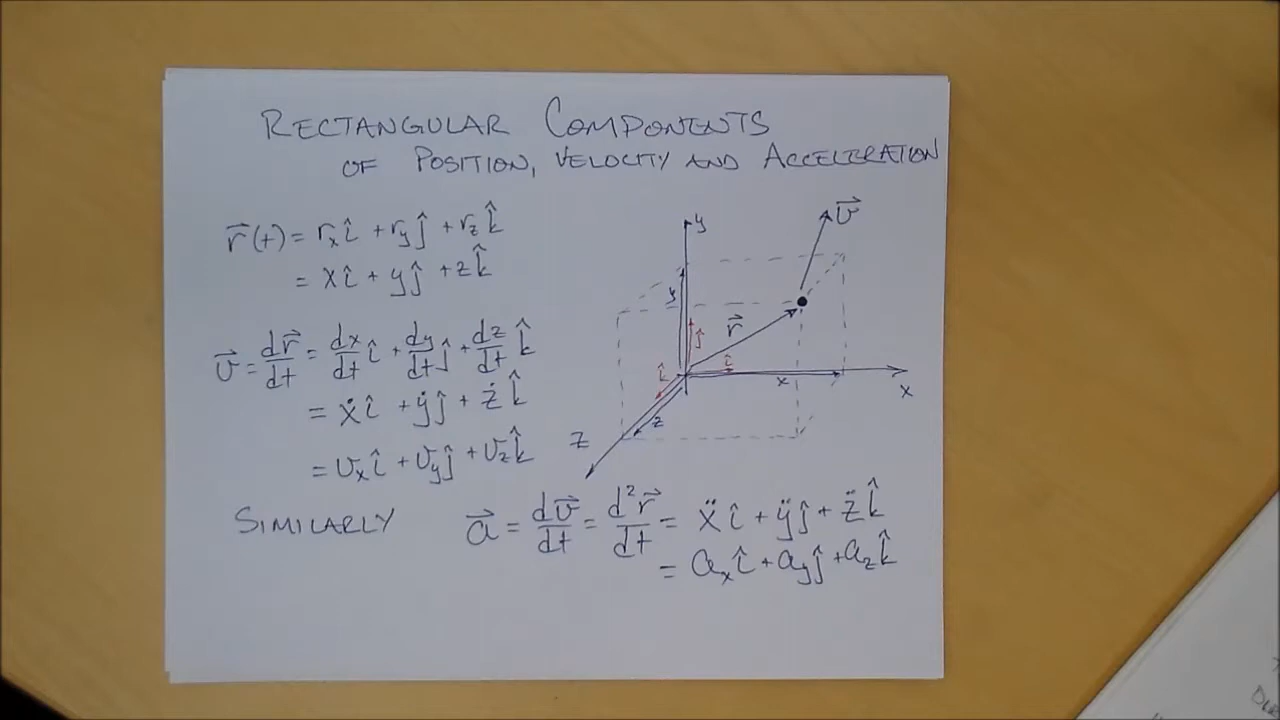 RECTANGULAR COMPONENTS
OF POSITION, VELOCITY AND ACCELERATION
r⃗(t) = rₓî + r_yĵ + r_zk̂
= xî + yĵ + zk̂
v⃗ = dr⃗/dt = dx/dt î + dy/dt ĵ + dz/dt k̂
= ẋî + ẏĵ + żk̂
= vₓî + v_yĵ + v_zk̂
y
v⃗
y
r⃗
ĵ
î
k̂
x
x
z
z
SIMILARLY a⃗ = dv⃗/dt = d²r⃗/dt = ẍî + ÿĵ + z̈k̂
= aₓî + a_yĵ + a_zk̂